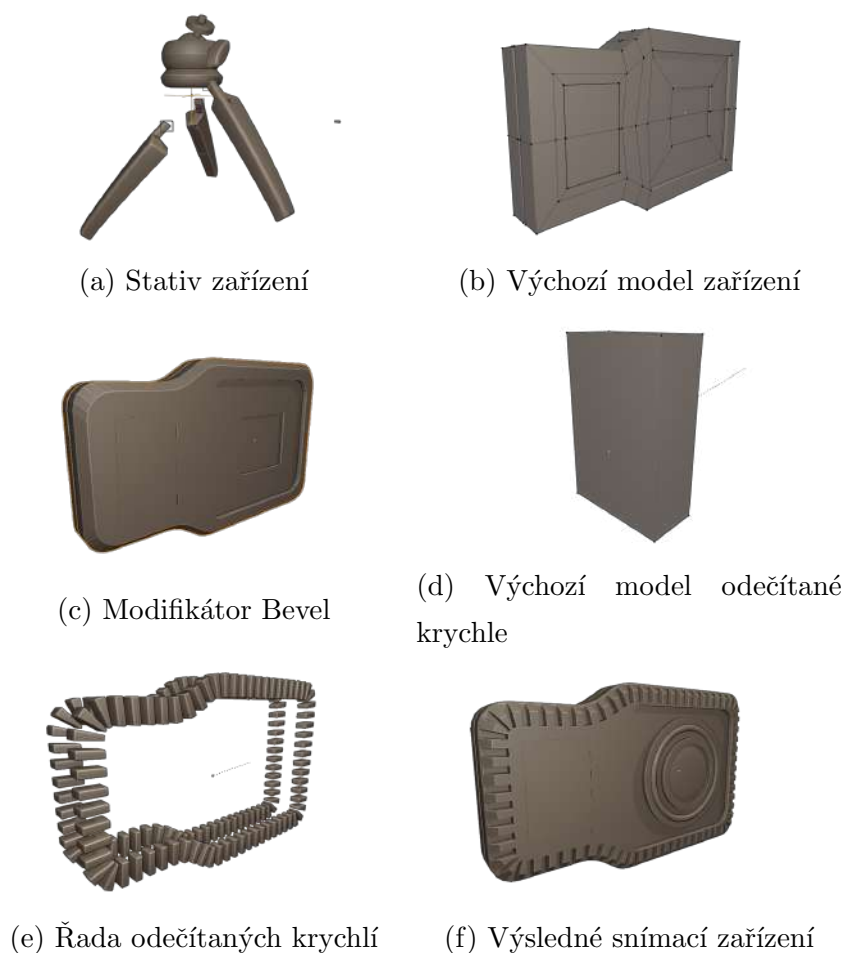 (a) Stativ zařízení
(b) Výchozí model zařízení
(c) Modifikátor Bevel
(d) Výchozí model odečítané
krychle
(e) Řada odečítaných krychlí
(f) Výsledné snímací zařízení